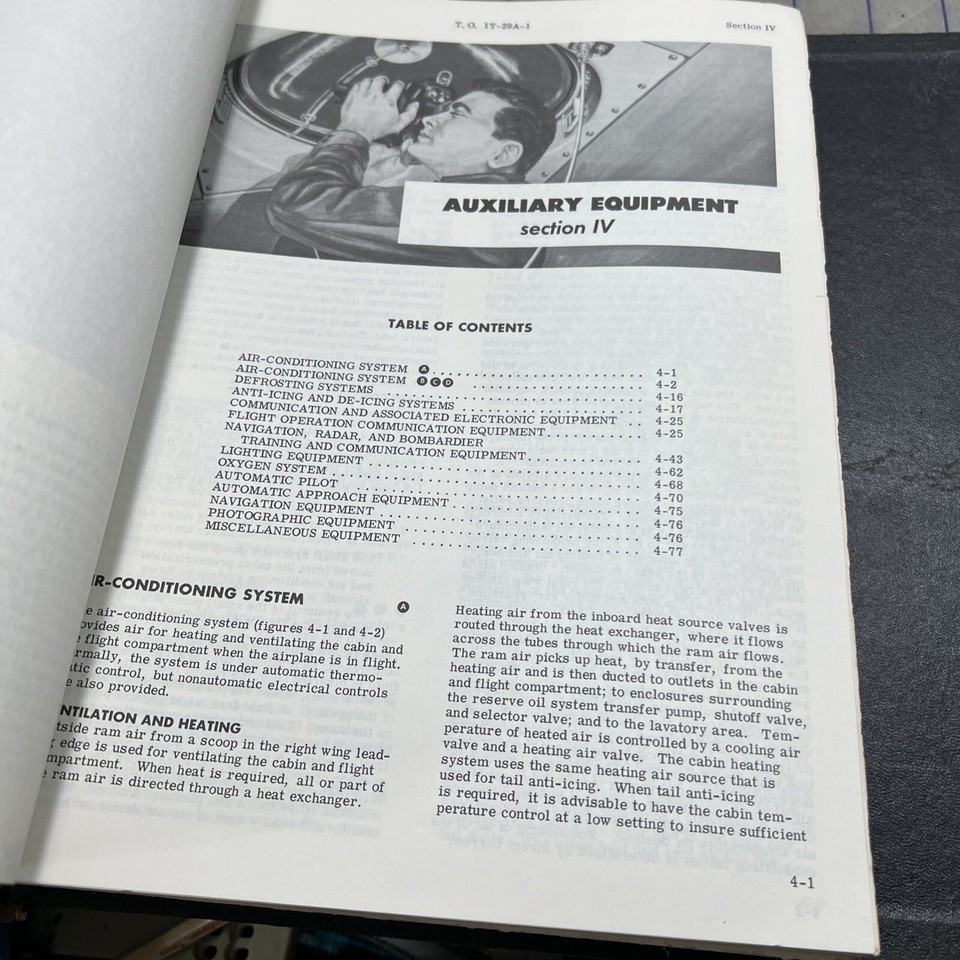 T. O. 1T-29A-1
Section IV
AUXILIARY EQUIPMENT
section IV
TABLE OF CONTENTS
AIR-CONDITIONING SYSTEM A . . . . . . . . . . . . . . . . . . . . 4-1
AIR-CONDITIONING SYSTEM B C D . . . . . . . . . . . . . . . . . . . . 4-2
DEFROSTING SYSTEMS . . . . . . . . . . . . . . . . . . . . 4-16
ANTI-ICING AND DE-ICING SYSTEMS . . . . . . . . . . . . . . . . . . . . 4-17
COMMUNICATION AND ASSOCIATED ELECTRONIC EQUIPMENT . . 4-25
FLIGHT OPERATION COMMUNICATION EQUIPMENT . . . . . . . . . . . 4-25
NAVIGATION, RADAR, AND BOMBARDIER
TRAINING AND COMMUNICATION EQUIPMENT . . . . . . . . . . . . . 4-43
LIGHTING EQUIPMENT . . . . . . . . . . . . . . . . . . . . 4-62
OXYGEN SYSTEM . . . . . . . . . . . . . . . . . . . . 4-68
AUTOMATIC PILOT . . . . . . . . . . . . . . . . . . . . 4-70
AUTOMATIC APPROACH EQUIPMENT . . . . . . . . . . . . . . . . . . . . 4-75
NAVIGATION EQUIPMENT . . . . . . . . . . . . . . . . . . . . 4-76
PHOTOGRAPHIC EQUIPMENT . . . . . . . . . . . . . . . . . . . . 4-76
MISCELLANEOUS EQUIPMENT . . . . . . . . . . . . . . . . . . . . 4-77
IR-CONDITIONING SYSTEM A
e air-conditioning system (figures 4-1 and 4-2)
ovides air for heating and ventilating the cabin and
flight compartment when the airplane is in flight.
rmally, the system is under automatic thermo-
tic control, but nonautomatic electrical controls
e also provided.
NTILATION AND HEATING
tside ram air from a scoop in the right wing lead-
g edge is used for ventilating the cabin and flight
mpartment. When heat is required, all or part of
e ram air is directed through a heat exchanger.
Heating air from the inboard heat source valves is
routed through the heat exchanger, where it flows
across the tubes through which the ram air flows.
The ram air picks up heat, by transfer, from the
heating air and is then ducted to outlets in the cabin
and flight compartment; to enclosures surrounding
the reserve oil system transfer pump, shutoff valve,
and selector valve; and to the lavatory area. Tem-
perature of heated air is controlled by a cooling air
valve and a heating air valve. The cabin heating
system uses the same heating air source that is
used for tail anti-icing. When tail anti-icing
is required, it is advisable to have the cabin tem-
perature control at a low setting to insure sufficient
4-1